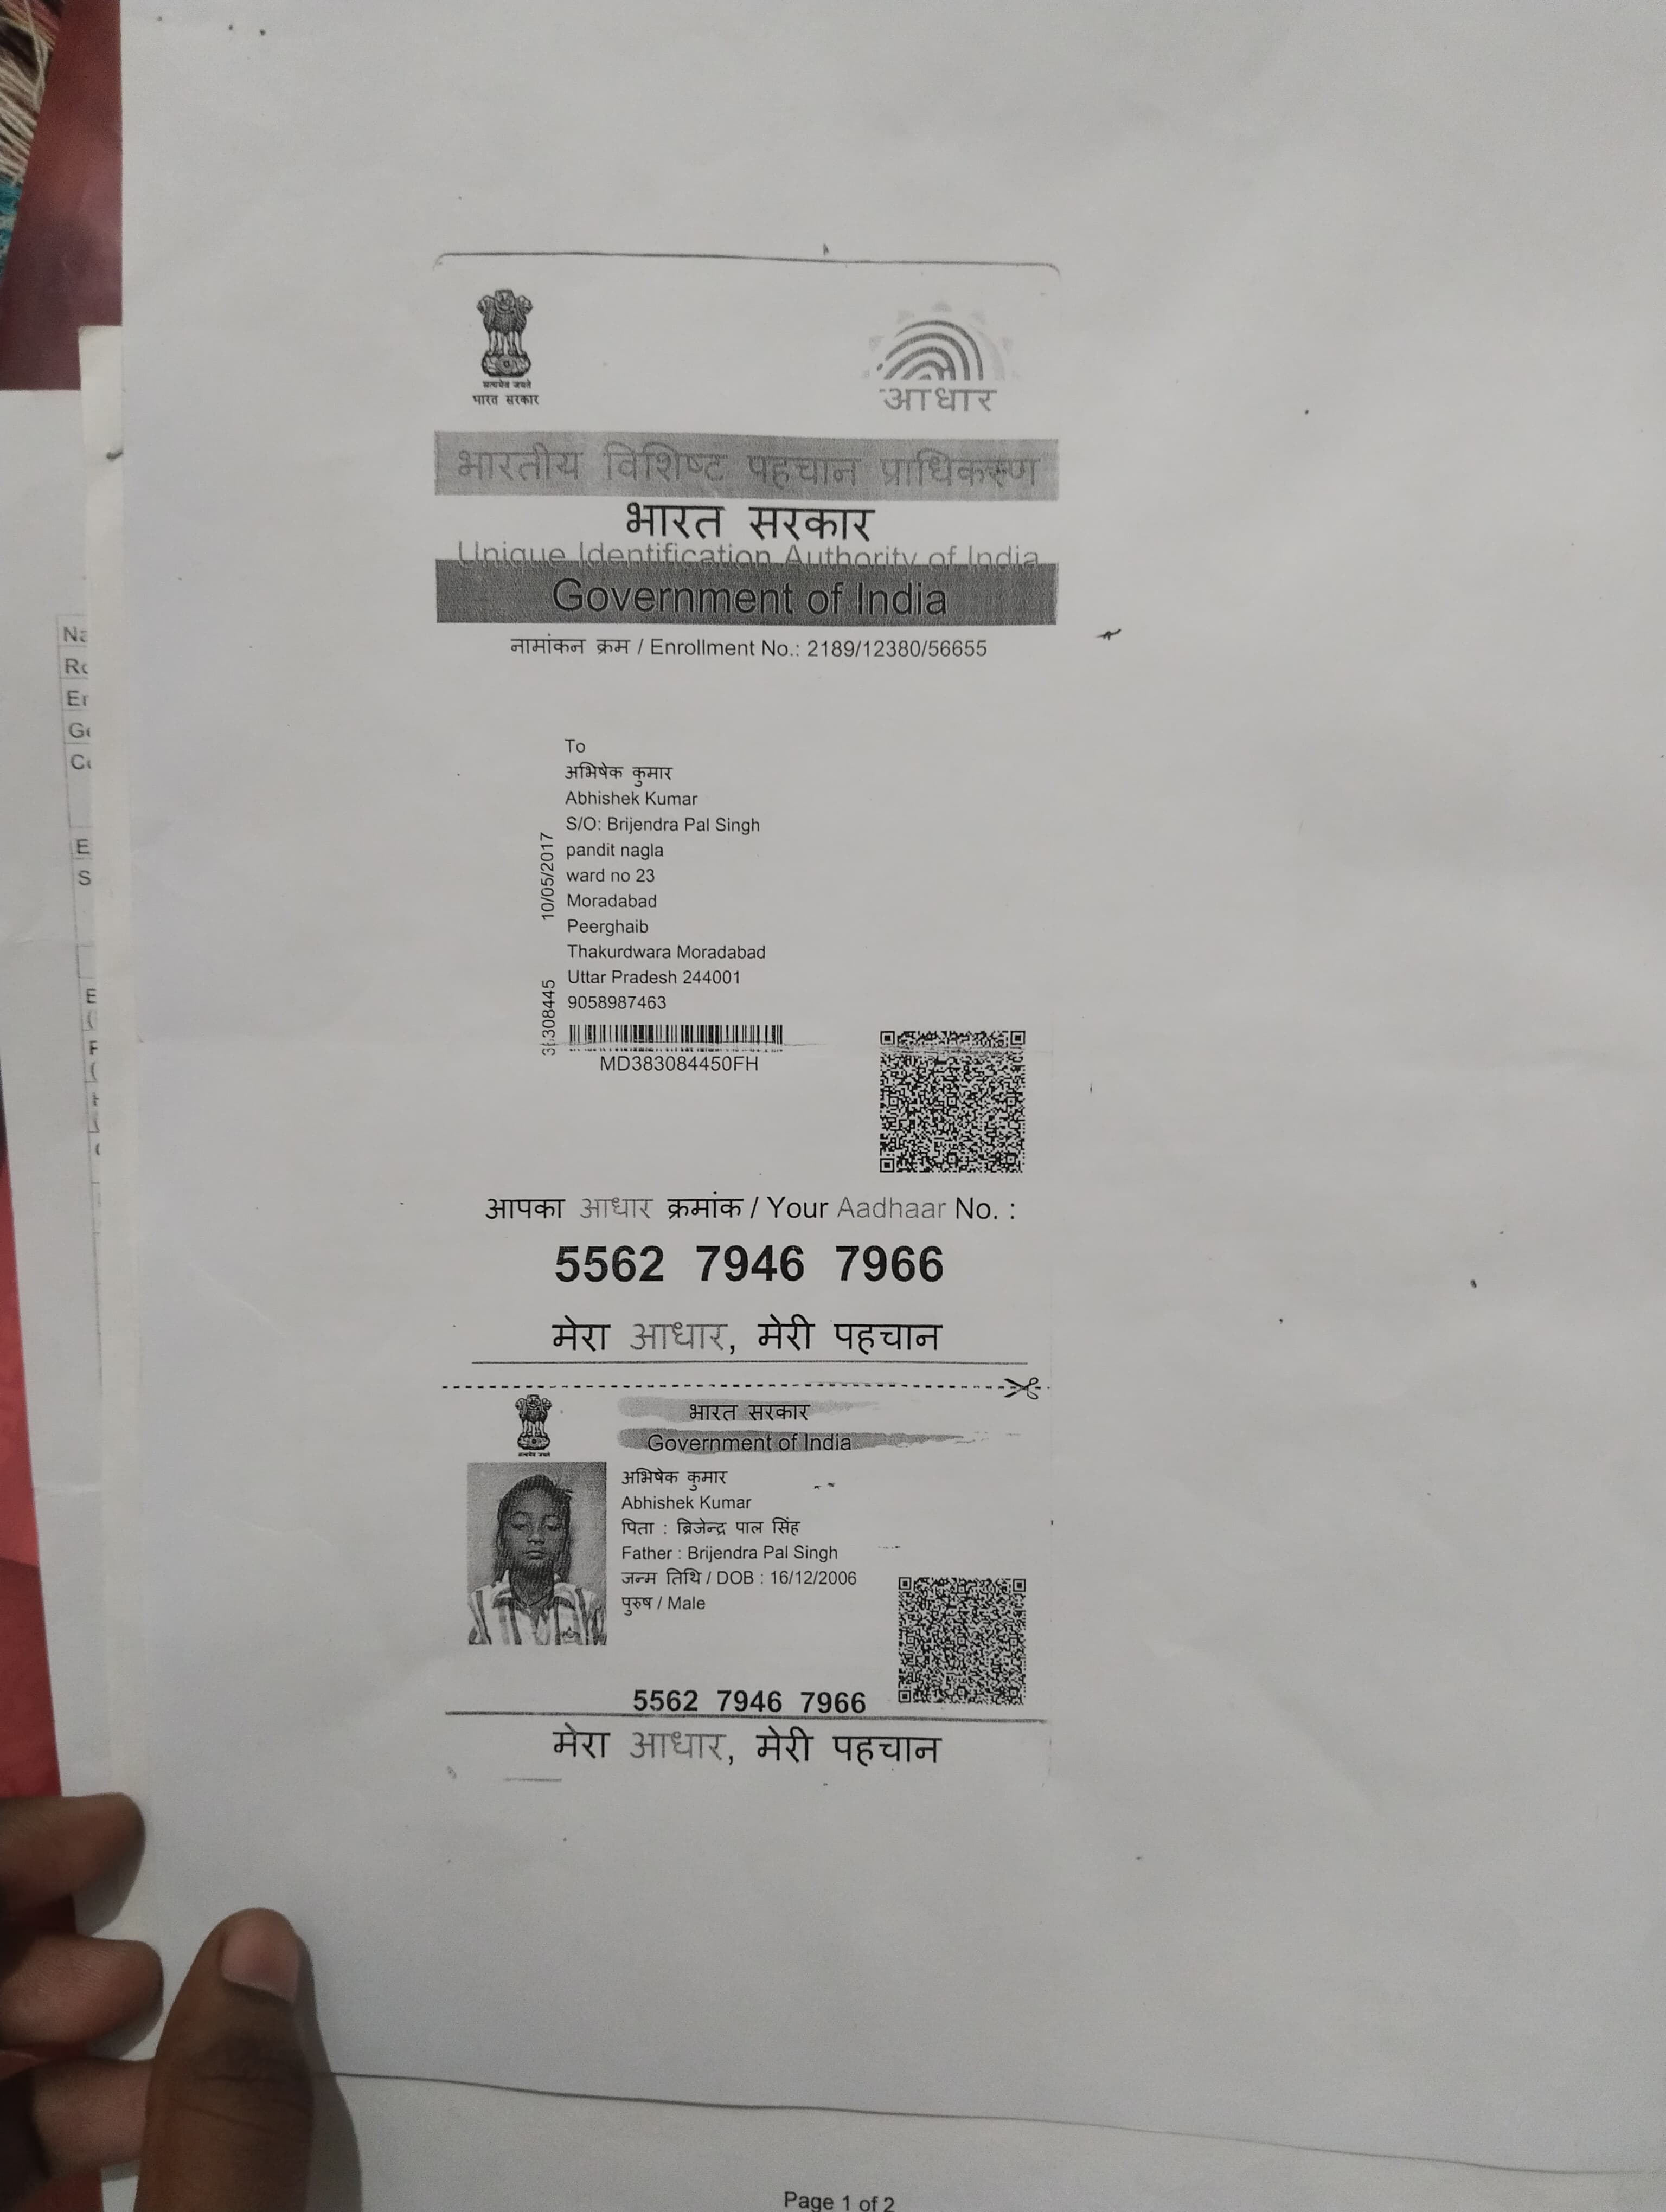 सत्यमेव जयते
भारत सरकार
आधार
भारतीय विशिष्ट पहचान प्राधिकरण
भारत सरकार
Unique Identification Authority of India
Government of India
नामांकन क्रम / Enrollment No.: 2189/12380/56655
To
अभिषेक कुमार
Abhishek Kumar
S/O: Brijendra Pal Singh
pandit nagla
ward no 23
Moradabad
Peerghaib
Thakurdwara Moradabad
Uttar Pradesh 244001
9058987463
10/05/2017
MD383084450FH
आपका आधार क्रमांक / Your Aadhaar No. :
5562 7946 7966
मेरा आधार, मेरी पहचान
भारत सरकार
Government of India
सत्यमेव जयते
अभिषेक कुमार
Abhishek Kumar
पिता : ब्रिजेन्द्र पाल सिंह
Father : Brijendra Pal Singh
जन्म तिथि / DOB : 16/12/2006
पुरुष / Male
5562 7946 7966
मेरा आधार, मेरी पहचान
Page 1 of 2